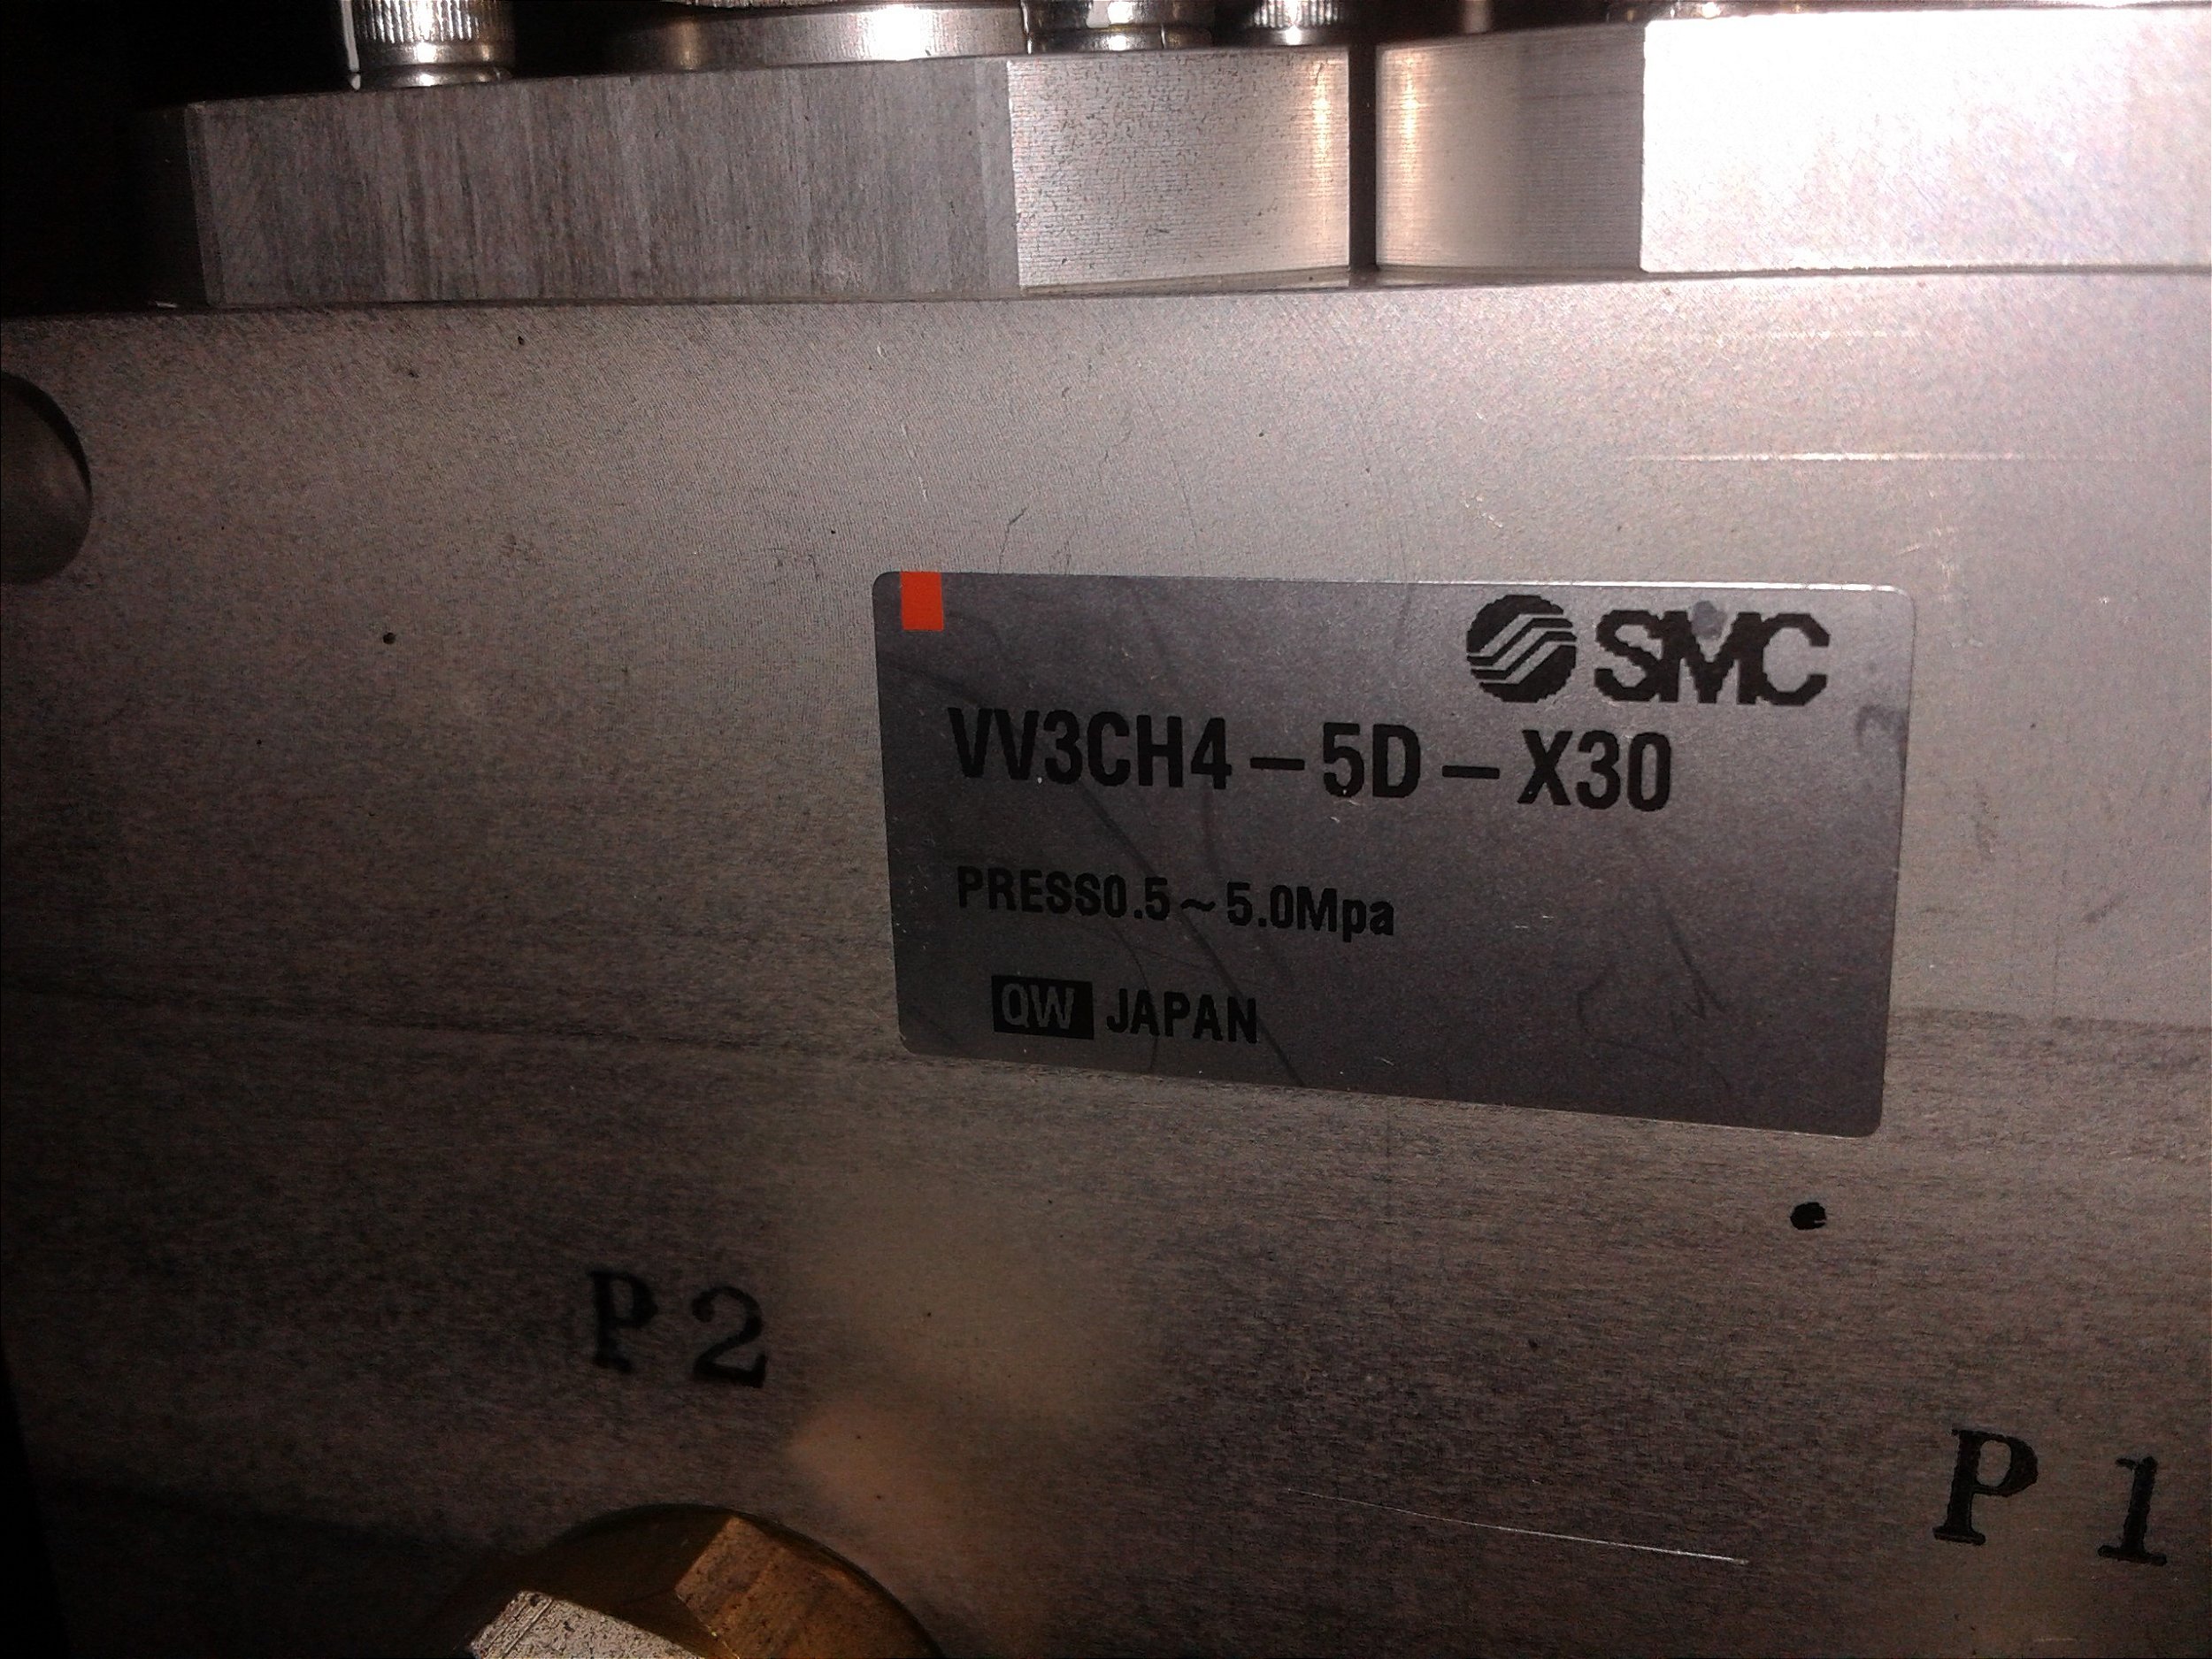 SMC
VV3CH4-5D-X30
PRESS0.5~5.0Mpa
QW JAPAN
P2
P1